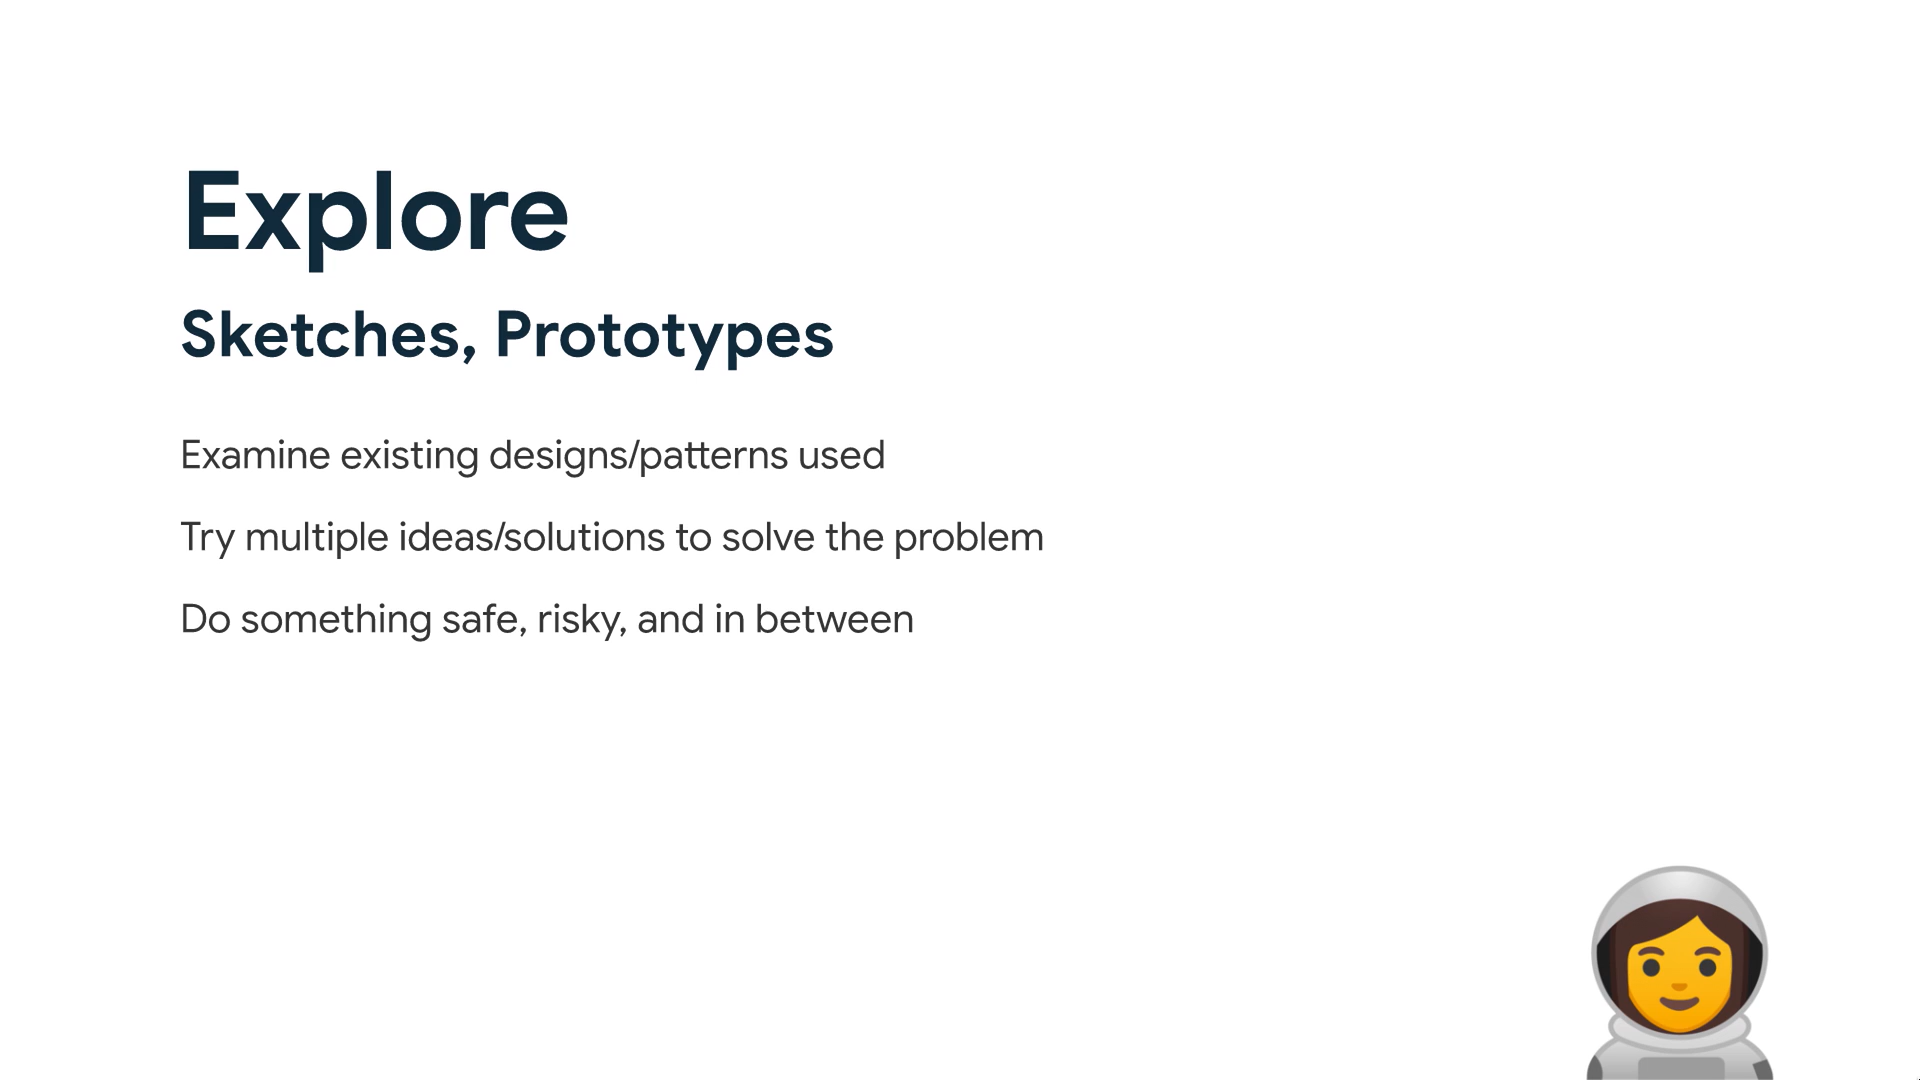 Explore
Sketches, Prototypes
Examine existing designs/patterns used
Try multiple ideas/solutions to solve the problem
Do something safe, risky, and in between